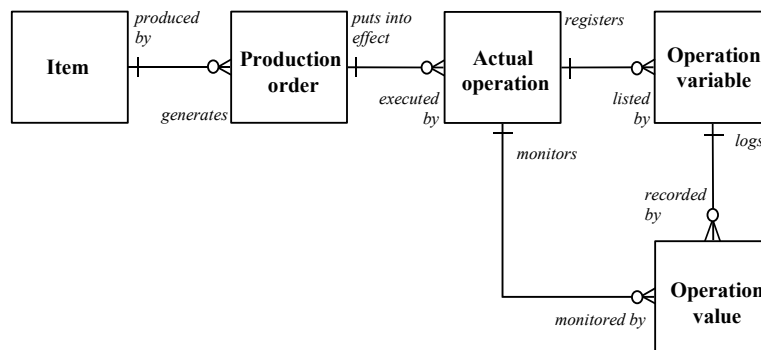 produced
by
puts into
effect
registers
Item
Production
order
Actual
operation
Operation
variable
generates
executed
by
listed
by
monitors
logs
recorded
by
Operation
value
monitored by